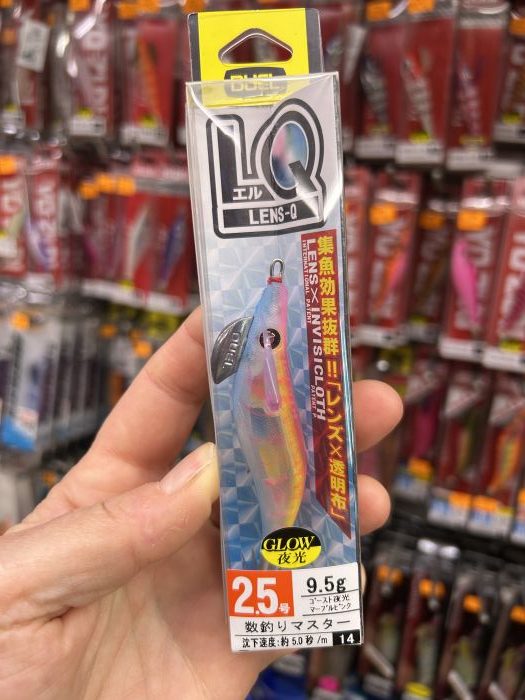 DUEL
LQ
エル
LENS-Q
集魚効果抜群!!「レンズ×透明布」
LENS×INVISICLOTH
INTERNATIONAL PATENT
PATENT P
DUEL
GLOW
夜光
2.5号
9.5g
ゴースト夜光
マーブルピンク
数釣りマスター
沈下速度:約5.0秒/m
14